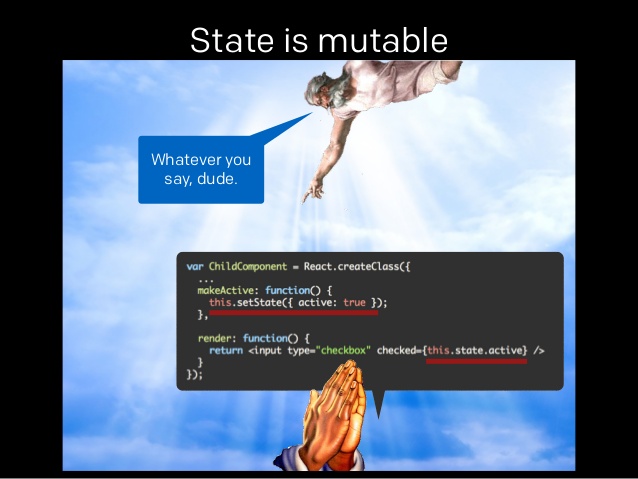 State is mutable
Whatever you
say, dude.
var ChildComponent = React.createClass({
  ...
  makeActive: function() {
    this.setState({ active: true });
  },

  render: function() {
    return <input type="checkbox" checked={this.state.active} />
  }
});